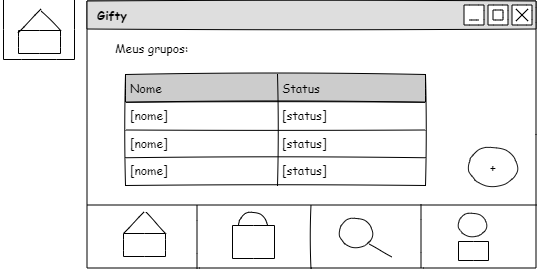 Gifty
Meus grupos:
Nome Status
[nome] [status]
[nome] [status]
[nome] [status]
+